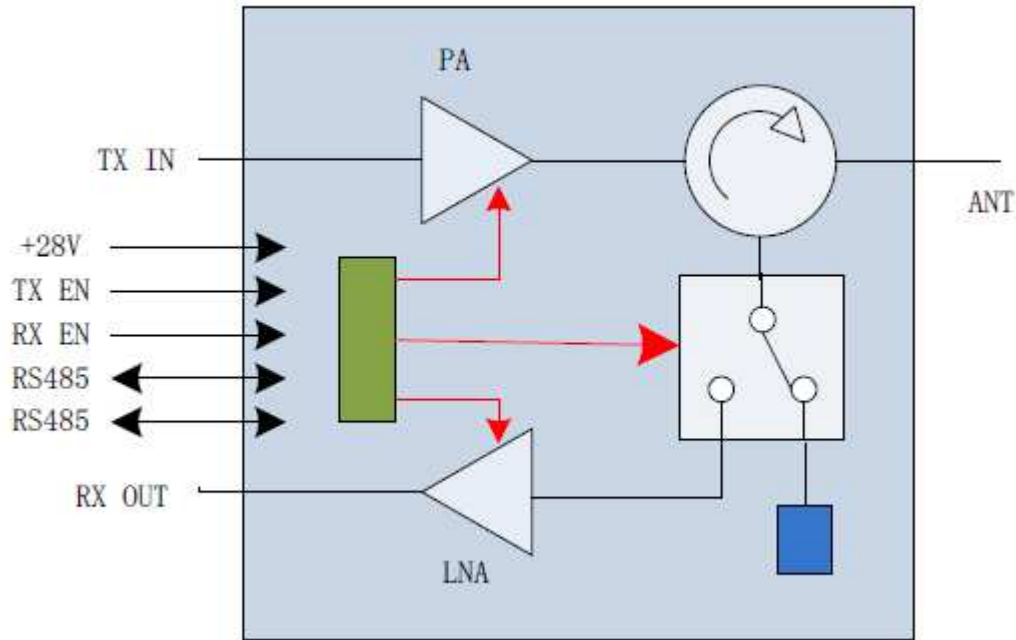 PA
TX IN
ANT
+28V
TX EN
RX EN
RS485
RS485
RX OUT
LNA